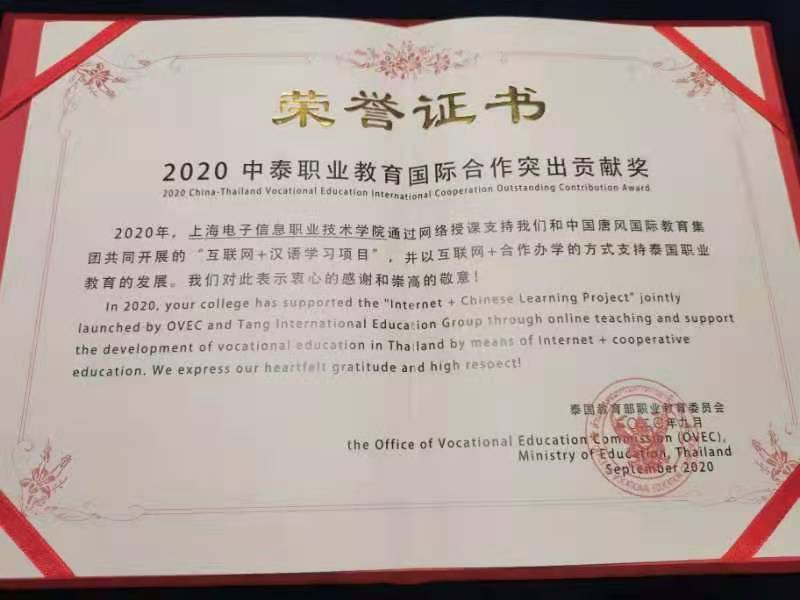 荣誉证书
2020 中泰职业教育国际合作突出贡献奖
2020 China-Thailand Vocational Education International Cooperation Outstanding Contribution Award
2020年，上海电子信息职业技术学院通过网络授课支持我们和中国唐风国际教育集
团共同开展的“互联网+汉语学习项目”，并以互联网+合作办学的方式支持泰国职业
教育的发展。我们对此表示衷心的感谢和崇高的敬意！
In 2020, your college has supported the "Internet + Chinese Learning Project" jointly
launched by OVEC and Tang International Education Group through online teaching and support
the development of vocational education in Thailand by means of Internet + cooperative
education. We express our heartfelt gratitude and high respect!
泰国教育部职业教育委员会
二〇二〇年九月
the Office of Vocational Education Commission (OVEC),
Ministry of Education, Thailand
September 2020